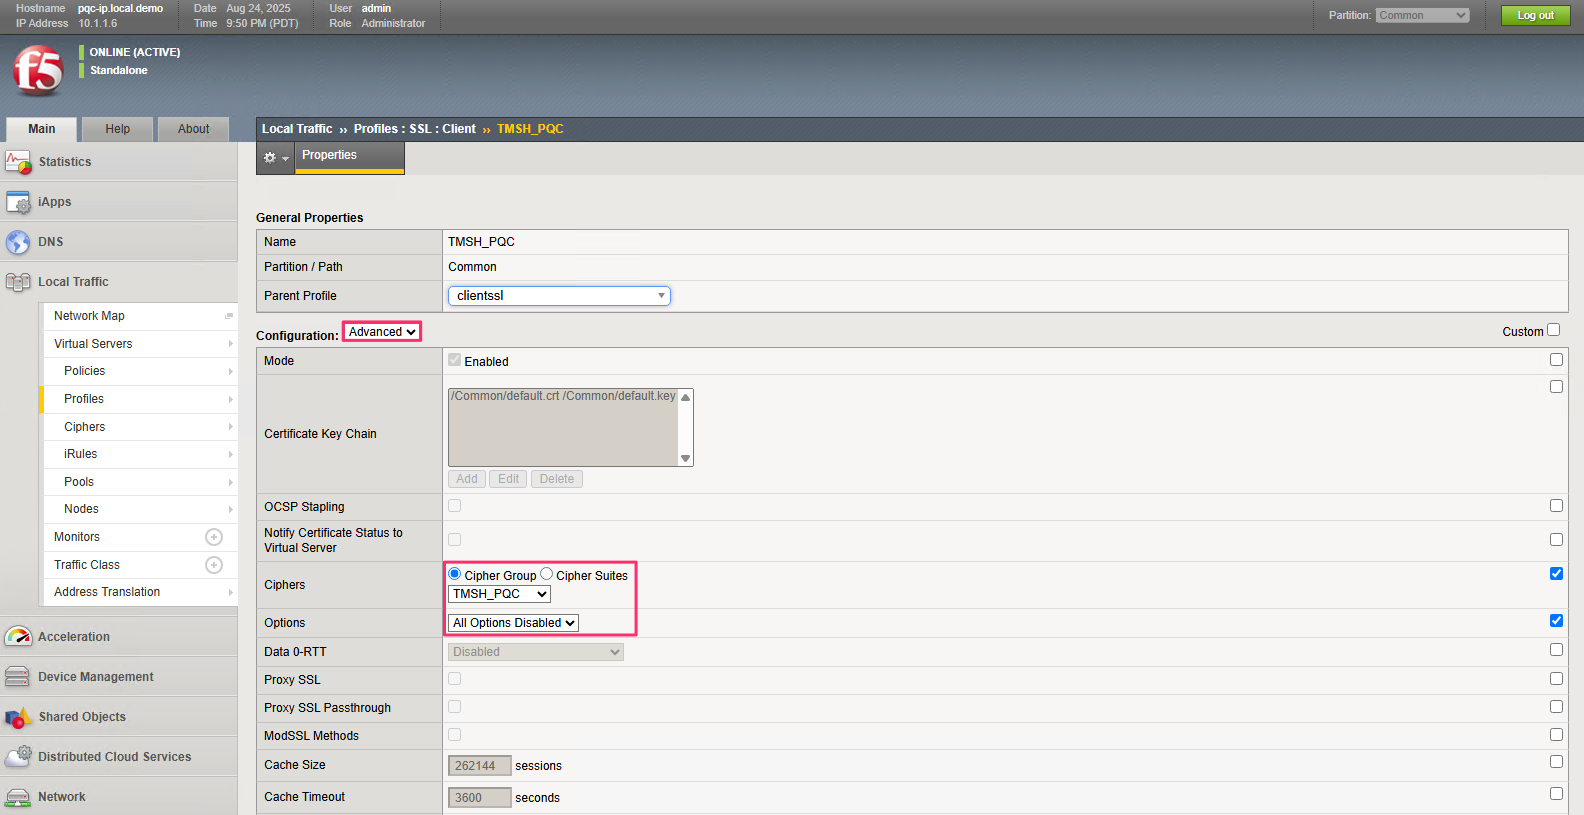 Hostname pqc-ip.local.demo Date Aug 24, 2025 User admin
IP Address 10.1.1.6 Time 9:50 PM (PDT) Role Administrator
Partition: Common
Log out
f5
ONLINE (ACTIVE)
Standalone
Main Help About
Local Traffic ›› Profiles : SSL : Client ›› TMSH_PQC
Properties
Statistics
iApps
DNS
Local Traffic
Network Map
Virtual Servers
Policies
Profiles
Ciphers
iRules
Pools
Nodes
Monitors
Traffic Class
Address Translation
Acceleration
Device Management
Shared Objects
Distributed Cloud Services
Network
General Properties
Name TMSH_PQC
Partition / Path Common
Parent Profile clientssl
Configuration: Advanced Custom
Mode Enabled
Certificate Key Chain
/Common/default.crt /Common/default.key
Add Edit Delete
OCSP Stapling
Notify Certificate Status to
Virtual Server
Ciphers Cipher Group Cipher Suites
TMSH_PQC
Options All Options Disabled
Data 0-RTT Disabled
Proxy SSL
Proxy SSL Passthrough
ModSSL Methods
Cache Size 262144 sessions
Cache Timeout 3600 seconds